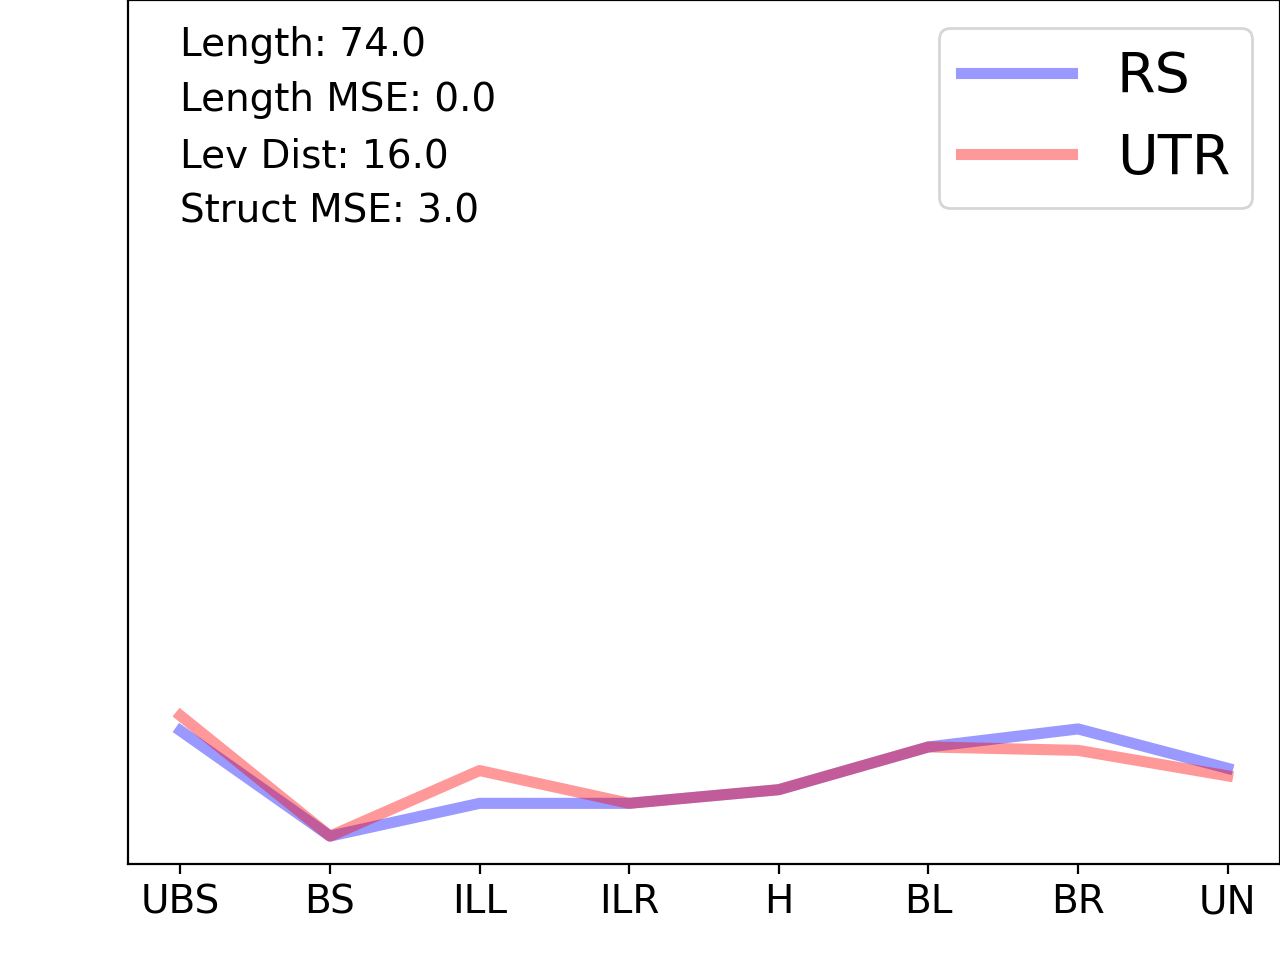 Length: 74.0
Length MSE: 0.0
Lev Dist: 16.0
Struct MSE: 3.0
RS
UTR
UBS BS ILL ILR H BL BR UN